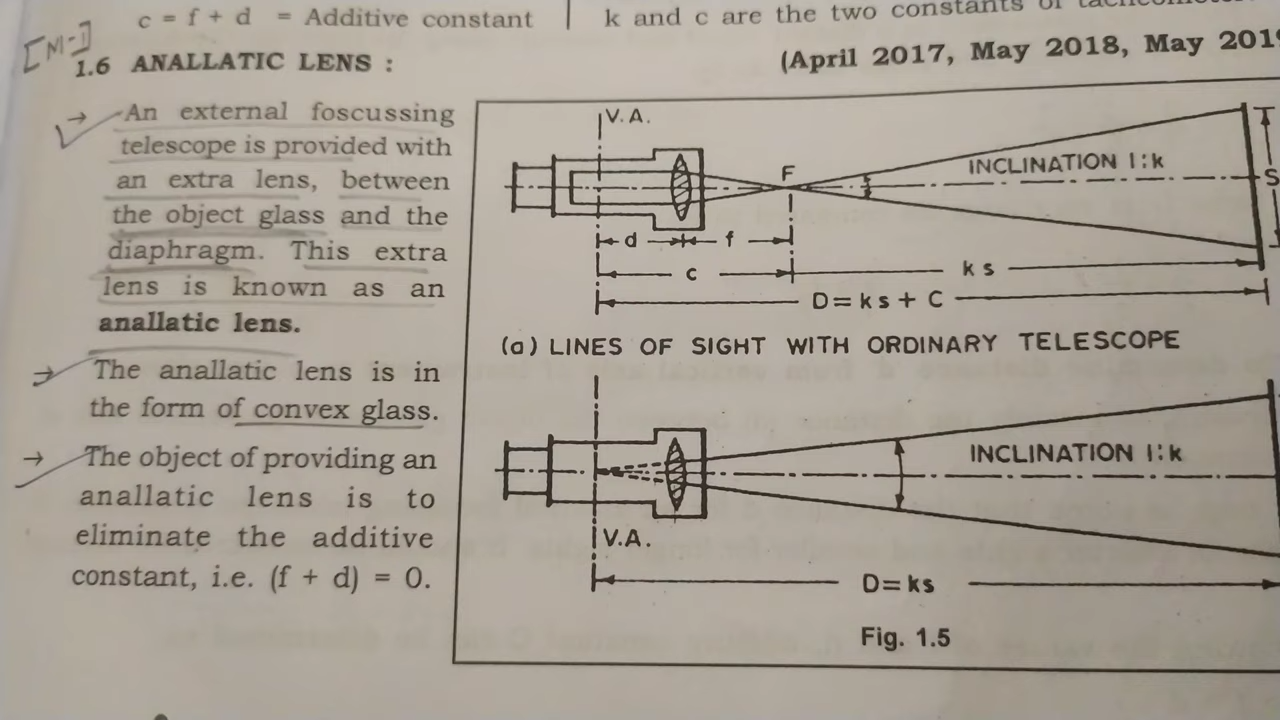 c = f + d = Additive constant
k and c are the two constants of
[M-1]
1.6 ANALLATIC LENS :
(April 2017, May 2018, May 201
An external foscussing
telescope is provided with
an extra lens, between
the object glass and the
diaphragm. This extra
lens is known as an
anallatic lens.
→ The anallatic lens is in
the form of convex glass.
→ The object of providing an
anallatic lens is to
eliminate the additive
constant, i.e. (f + d) = 0.
V.A.
F
INCLINATION 1:k
S
d
f
c
ks
D=ks+C
(a) LINES OF SIGHT WITH ORDINARY TELESCOPE
INCLINATION 1:k
V.A.
D=ks
Fig. 1.5